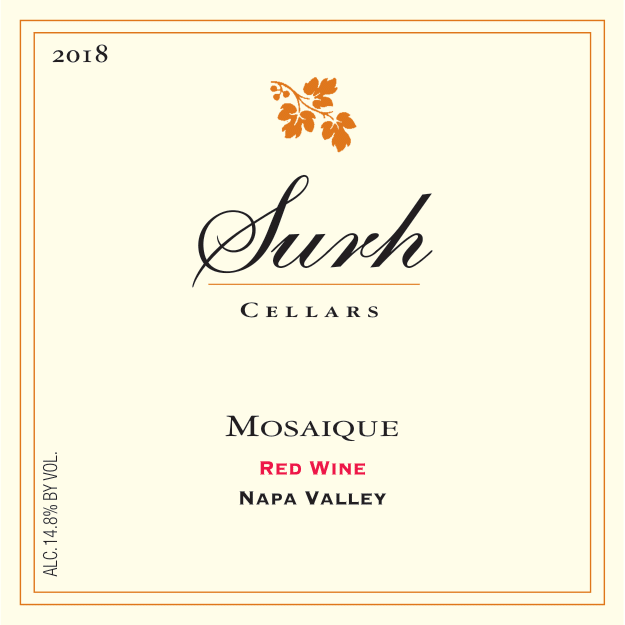 2018
Surh
CELLARS
MOSAIQUE
RED WINE
NAPA VALLEY
ALC.14.8% BY VOL.